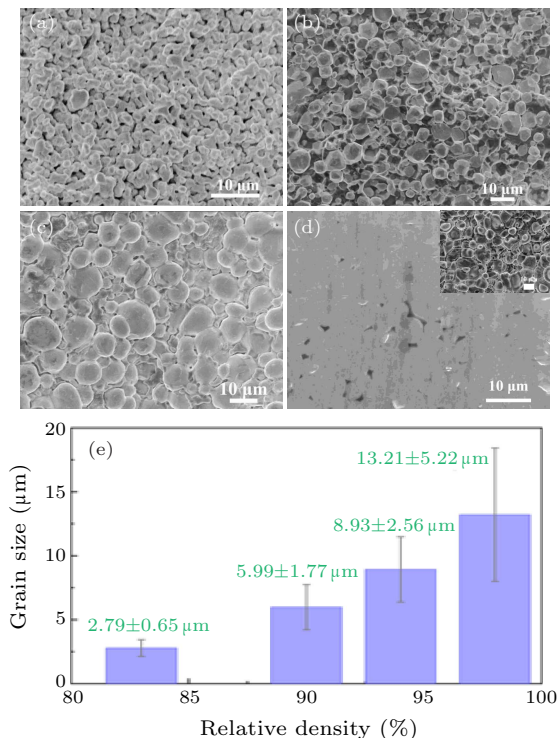 (a)
10 µm
(b)
10 µm
(c)
10 µm
(d)
10 µm
(e)
20
15
10
5
0
Grain size (µm)
2.79±0.65 µm
5.99±1.77 µm
8.93±2.56 µm
13.21±5.22 µm
80
85
90
95
100
Relative density (%)